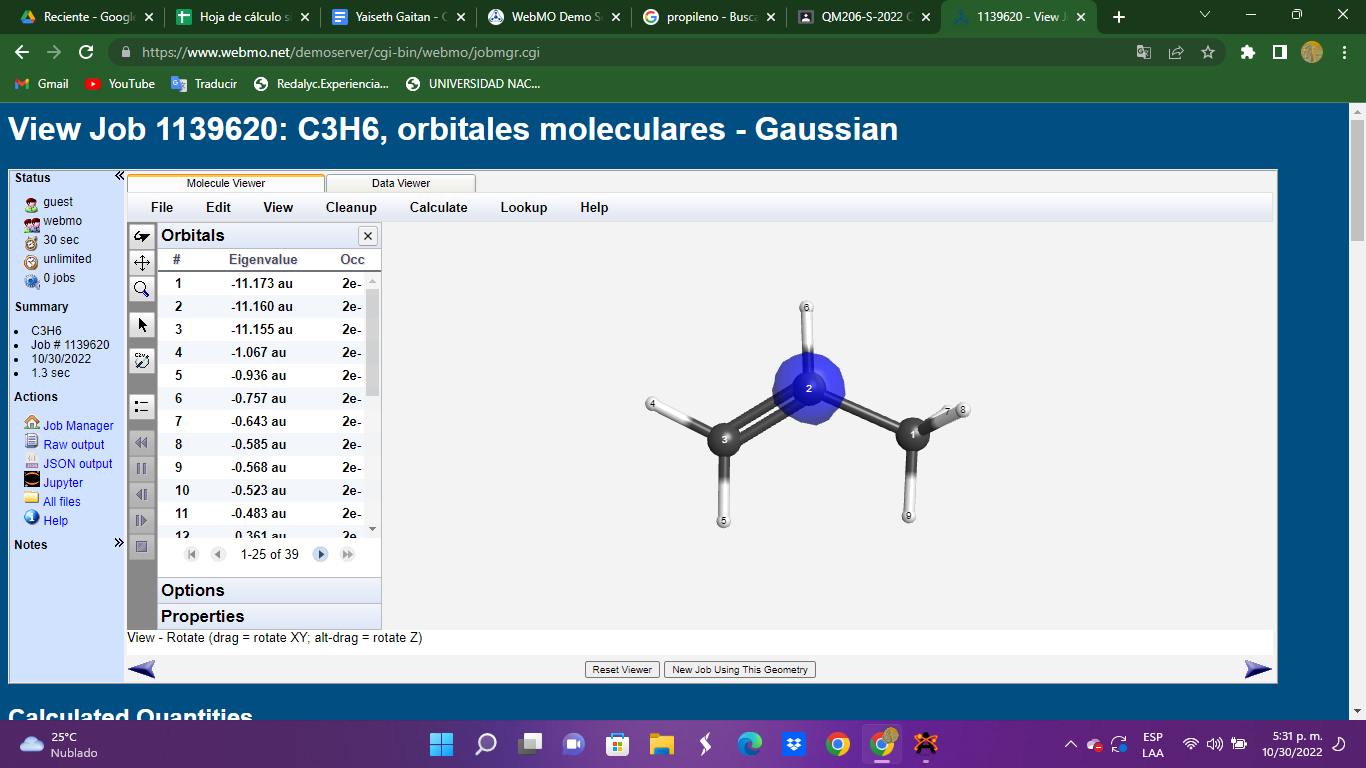 Reciente - Google
Hoja de cálculo si
Yaiseth Gaitan - C
WebMO Demo S
propileno - Busc
QM206-S-2022 C
1139620 - View J
https://www.webmo.net/demoserver/cgi-bin/webmo/jobmgr.cgi
Gmail
YouTube
Traducir
Redalyc.Experiencia...
UNIVERSIDAD NAC...
View Job 1139620: C3H6, orbitales moleculares - Gaussian
Status
guest
webmo
30 sec
unlimited
0 jobs
Summary
C3H6
Job # 1139620
10/30/2022
1.3 sec
Actions
Job Manager
Raw output
JSON output
Jupyter
All files
Help
Notes
Molecule Viewer
Data Viewer
File Edit View Cleanup Calculate Lookup Help
Orbitals
# Eigenvalue Occ
1 -11.173 au 2e-
2 -11.160 au 2e-
3 -11.155 au 2e-
4 -1.067 au 2e-
5 -0.936 au 2e-
6 -0.757 au 2e-
7 -0.643 au 2e-
8 -0.585 au 2e-
9 -0.568 au 2e-
10 -0.523 au 2e-
11 -0.483 au 2e-
12 0.361 au 2e
1-25 of 39
Options
Properties
6
2
4
3
5
7
8
1
9
View - Rotate (drag = rotate XY; alt-drag = rotate Z)
Reset Viewer
New Job Using This Geometry
Calculated Quantities
25°C
Nublado
ESP
LAA
5:31 p. m.
10/30/2022